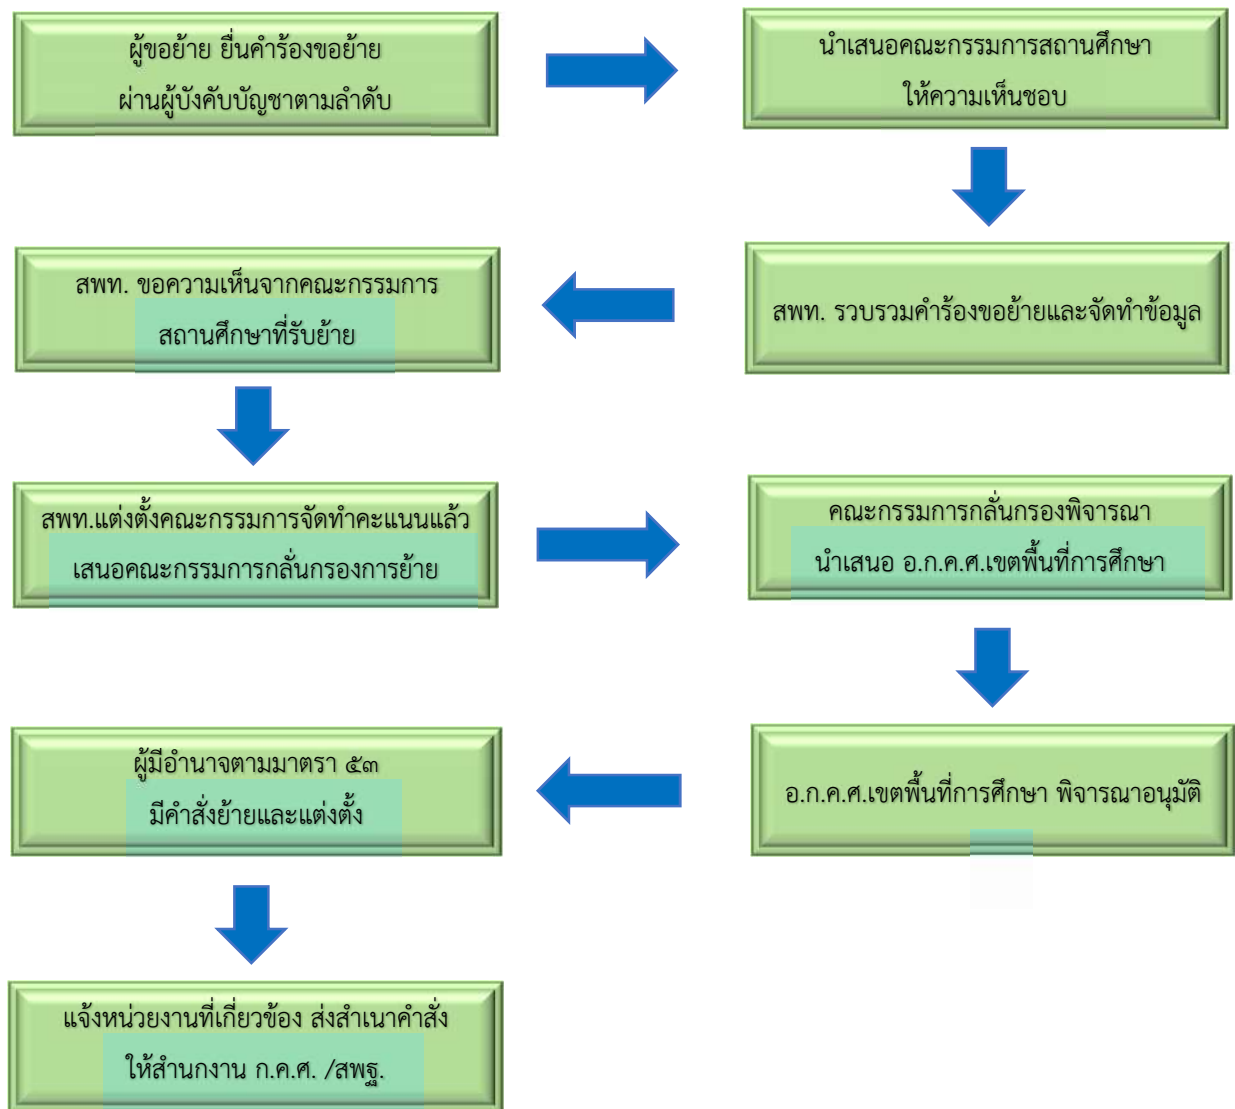 ผู้ขอย้าย ยื่นคำร้องขอย้าย
ผ่านผู้บังคับบัญชาตามลำดับ
นำเสนอคณะกรรมการสถานศึกษา
ให้ความเห็นชอบ
สพท. รวบรวมคำร้องขอย้ายและจัดทำข้อมูล
สพท. ขอความเห็นจากคณะกรรมการ
สถานศึกษาที่รับย้าย
สพท.แต่งตั้งคณะกรรมการจัดทำคะแนนแล้ว
เสนอคณะกรรมการกลั่นกรองการย้าย
คณะกรรมการกลั่นกรองพิจารณา
นำเสนอ อ.ก.ค.ศ.เขตพื้นที่การศึกษา
อ.ก.ค.ศ.เขตพื้นที่การศึกษา พิจารณาอนุมัติ
ผู้มีอำนาจตามมาตรา ๕๓
มีคำสั่งย้ายและแต่งตั้ง
แจ้งหน่วยงานที่เกี่ยวข้อง ส่งสำเนาคำสั่ง
ให้สำนกงาน ก.ค.ศ. /สพฐ.